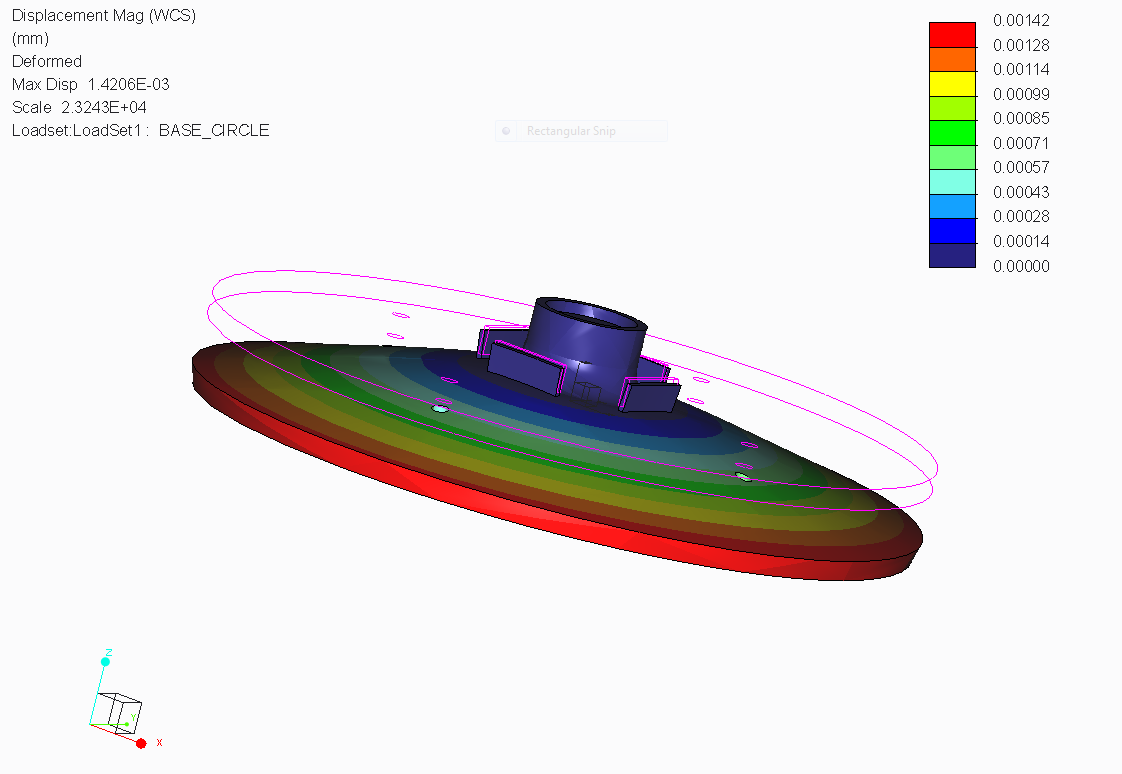 Displacement Mag (WCS)
(mm)
Deformed
Max Disp 1.4206E-03
Scale 2.3243E+04
Loadset:LoadSet1 : BASE_CIRCLE
Rectangular Snip
0.00142
0.00128
0.00114
0.00099
0.00085
0.00071
0.00057
0.00043
0.00028
0.00014
0.00000
Z
Y
X